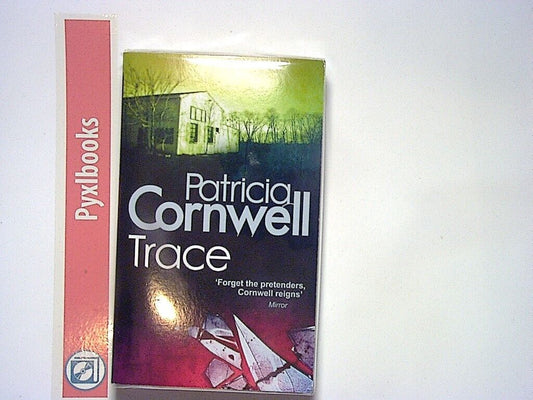 Pyxlbooks
Patricia
Cornwell
Trace
'Forget the pretenders,
Cornwell reigns'
Mirror